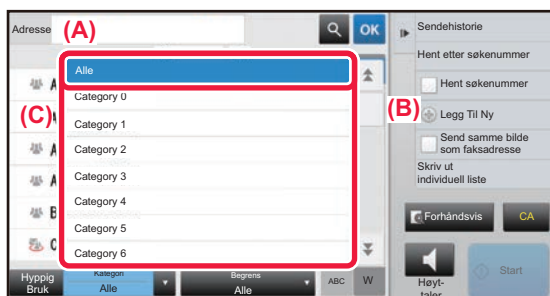 Adresse
(A)
OK
Sendehistorie
Hent etter søkenummer
Alle
Hent søkenummer
A
Category 0
(C)
(B)
Legg Til Ny
Category 1
Category 2
A
Send samme bilde
som faksadresse
Category 3
A
Skriv ut
individuell liste
Category 4
B
Forhåndsvis
CA
Category 5
C
Category 6
Hyppig
Bruk
Kategori
Alle
Begrens
Alle
ABC
W
Høyt-
taler
Start